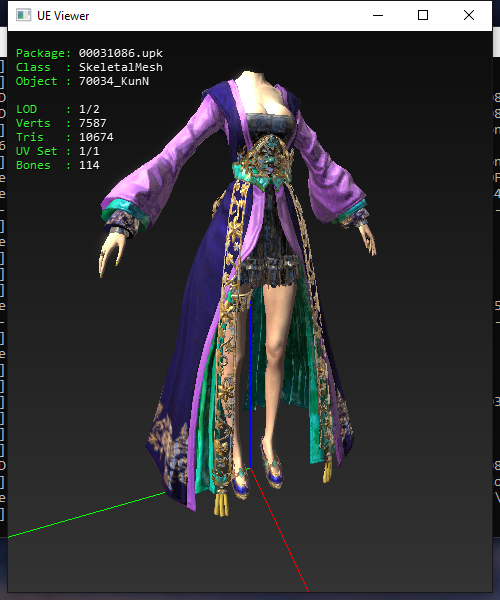 UE Viewer
Package: 00031086.upk
Class : SkeletalMesh
Object : 70034_KunN
LOD : 1/2
Verts : 7587
Tris : 10674
UV Set : 1/1
Bones : 114